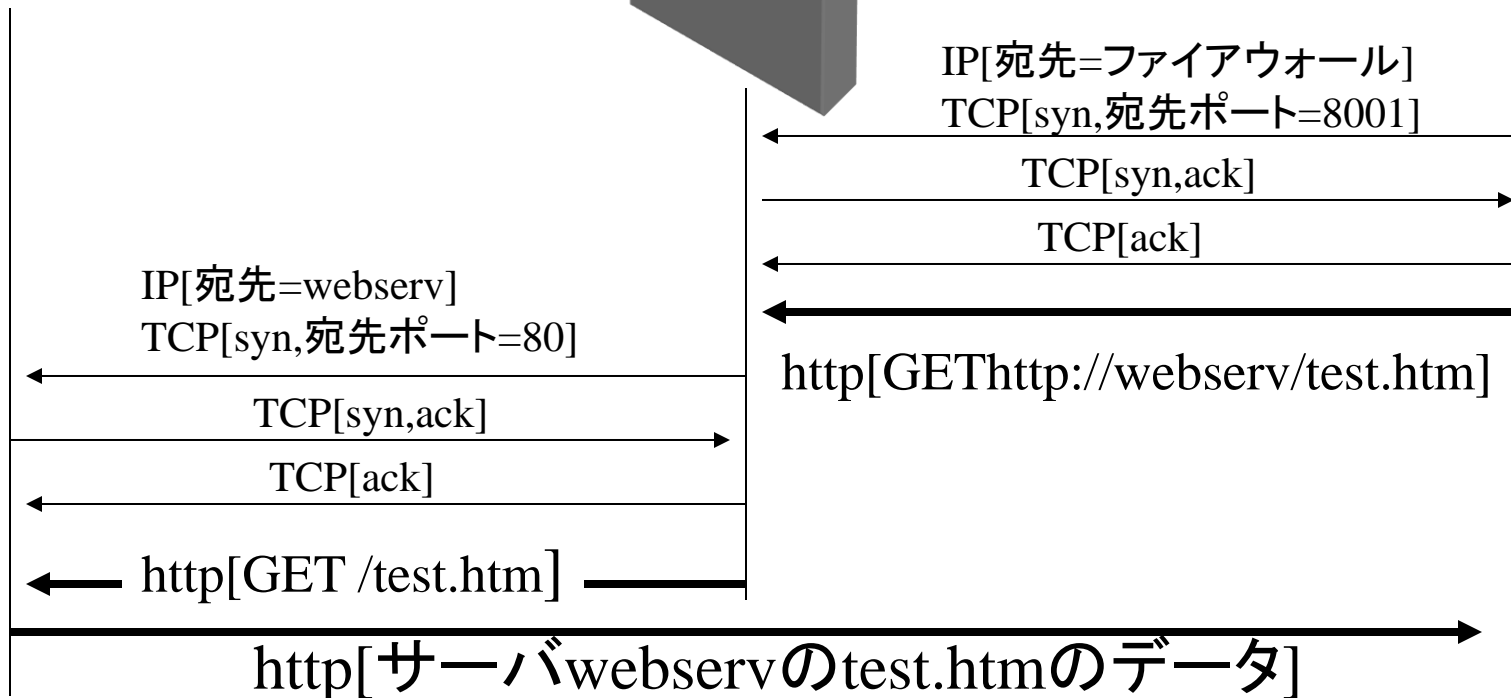 IP[宛先=ファイアウォール]
TCP[syn,宛先ポート=8001]
TCP[syn,ack]
TCP[ack]
http[GEThttp://webserv/test.htm]
IP[宛先=webserv]
TCP[syn,宛先ポート=80]
TCP[syn,ack]
TCP[ack]
http[GET /test.htm]
http[サーバwebservのtest.htmのデータ]